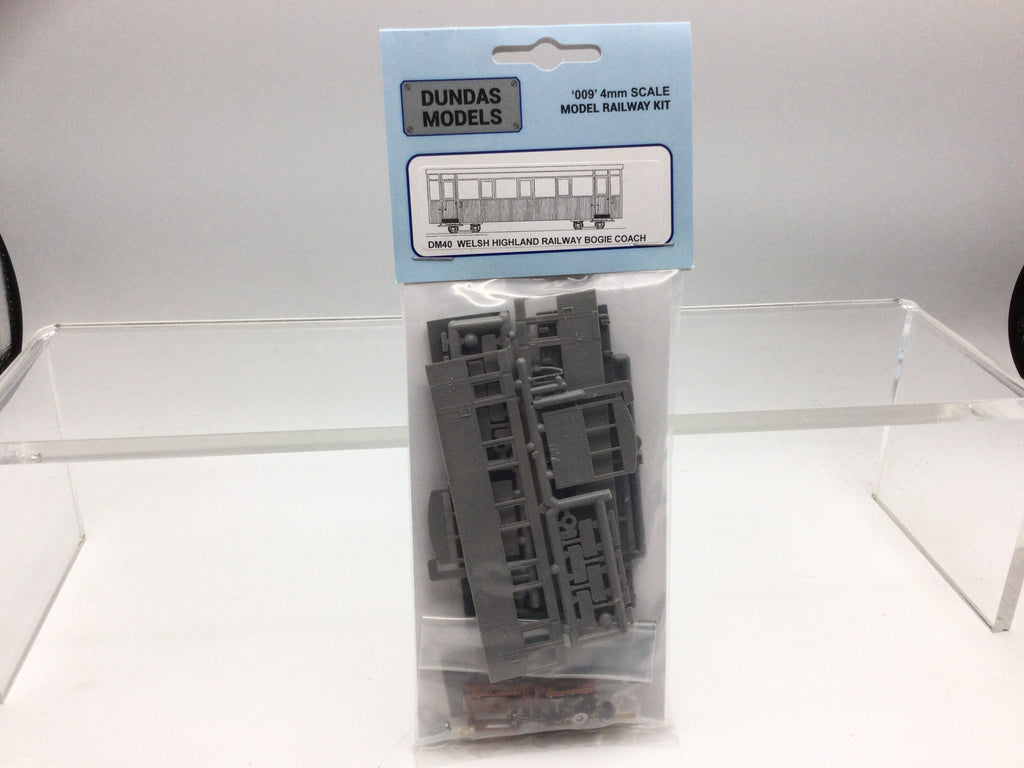 DUNDAS
MODELS
‘009’ 4mm SCALE
MODEL RAILWAY KIT
DM40 WELSH HIGHLAND RAILWAY BOGIE COACH